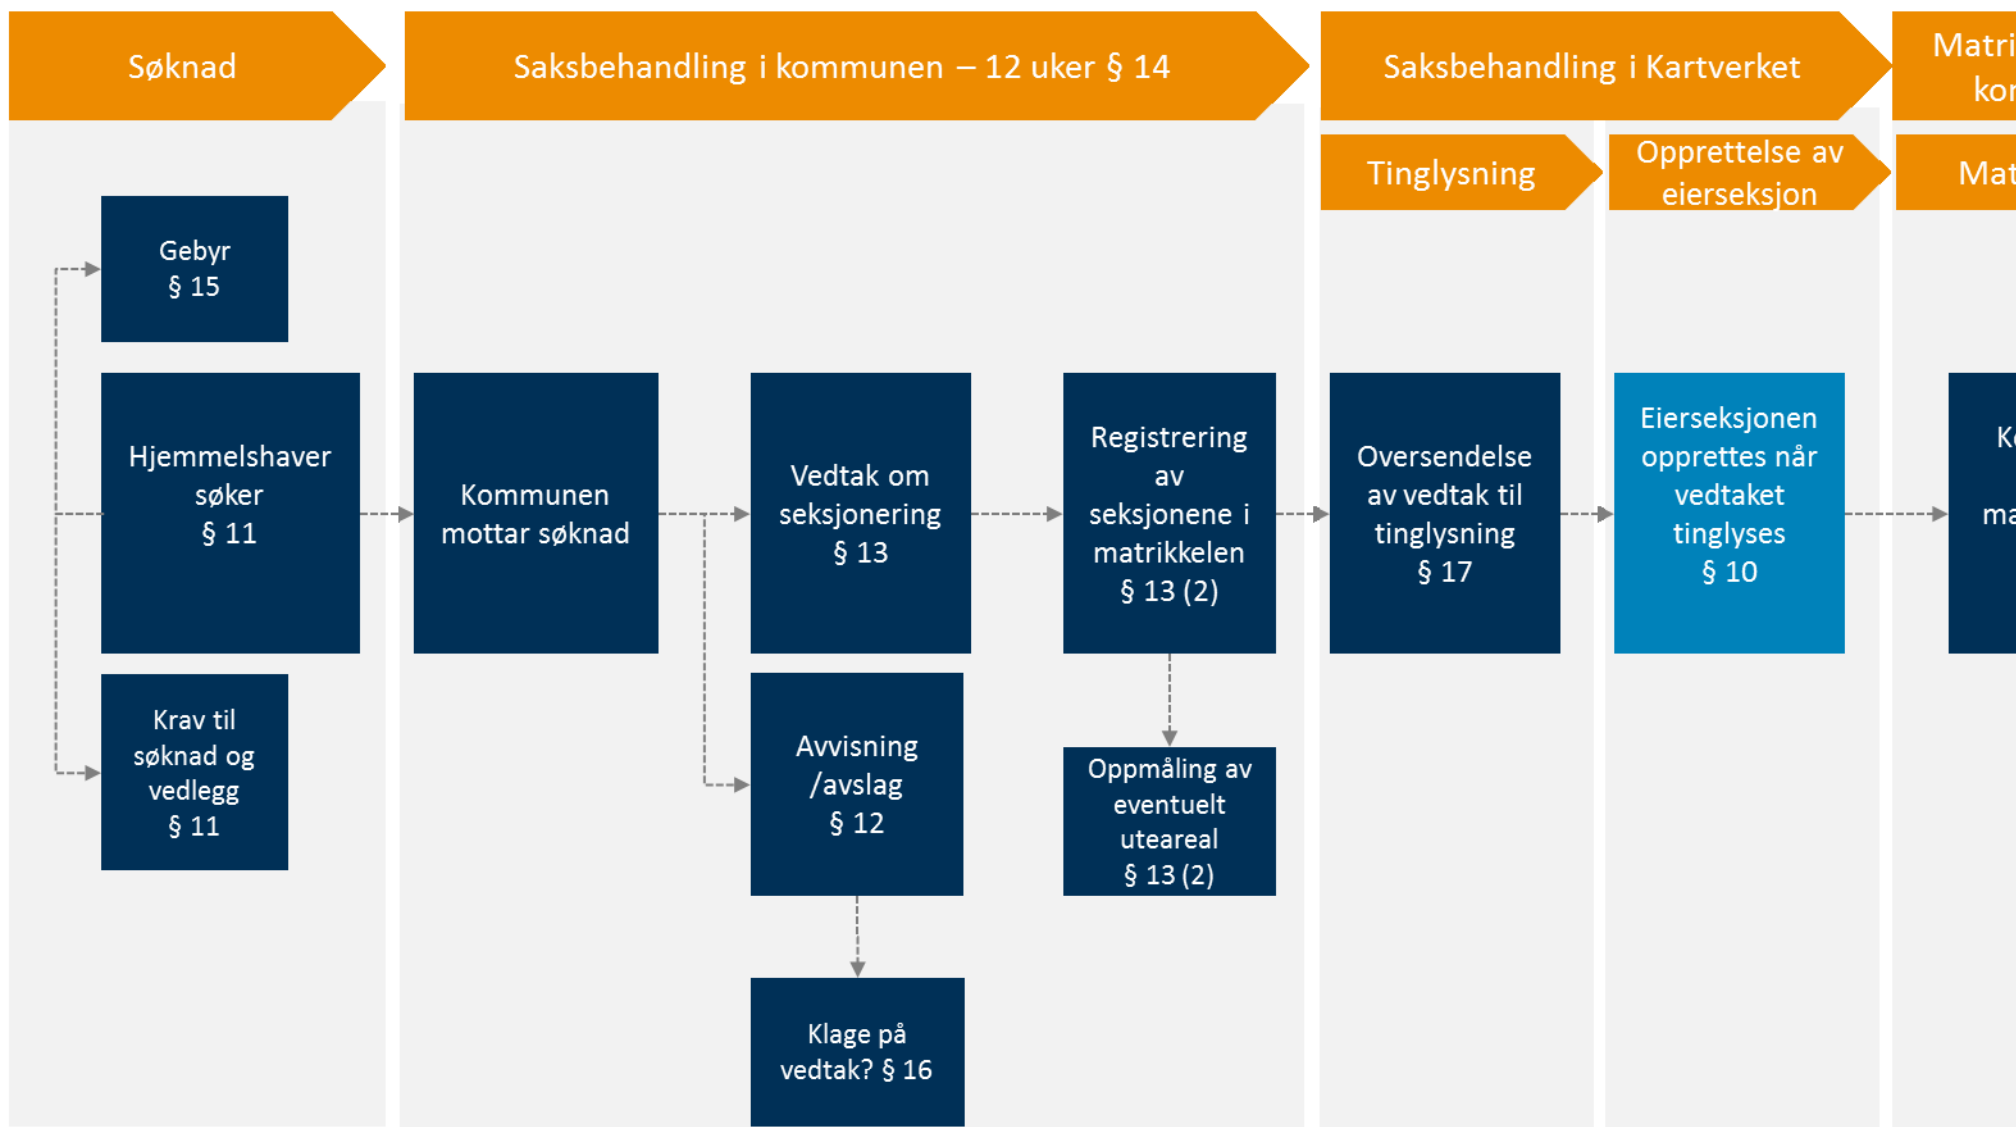 Søknad
Saksbehandling i kommunen – 12 uker § 14
Saksbehandling i Kartverket
Tinglysning
Opprettelse av
eierseksjon
Gebyr
§ 15
Hjemmelshaver
søker
§ 11
Krav til
søknad og
vedlegg
§ 11
Kommunen
mottar søknad
Vedtak om
seksjonering
§ 13
Avvisning
/avslag
§ 12
Klage på
vedtak? § 16
Registrering
av
seksjonene i
matrikkelen
§ 13 (2)
Oppmåling av
eventuelt
uteareal
§ 13 (2)
Oversendelse
av vedtak til
tinglysning
§ 17
Eierseksjonen
opprettes når
vedtaket
tinglyses
§ 10